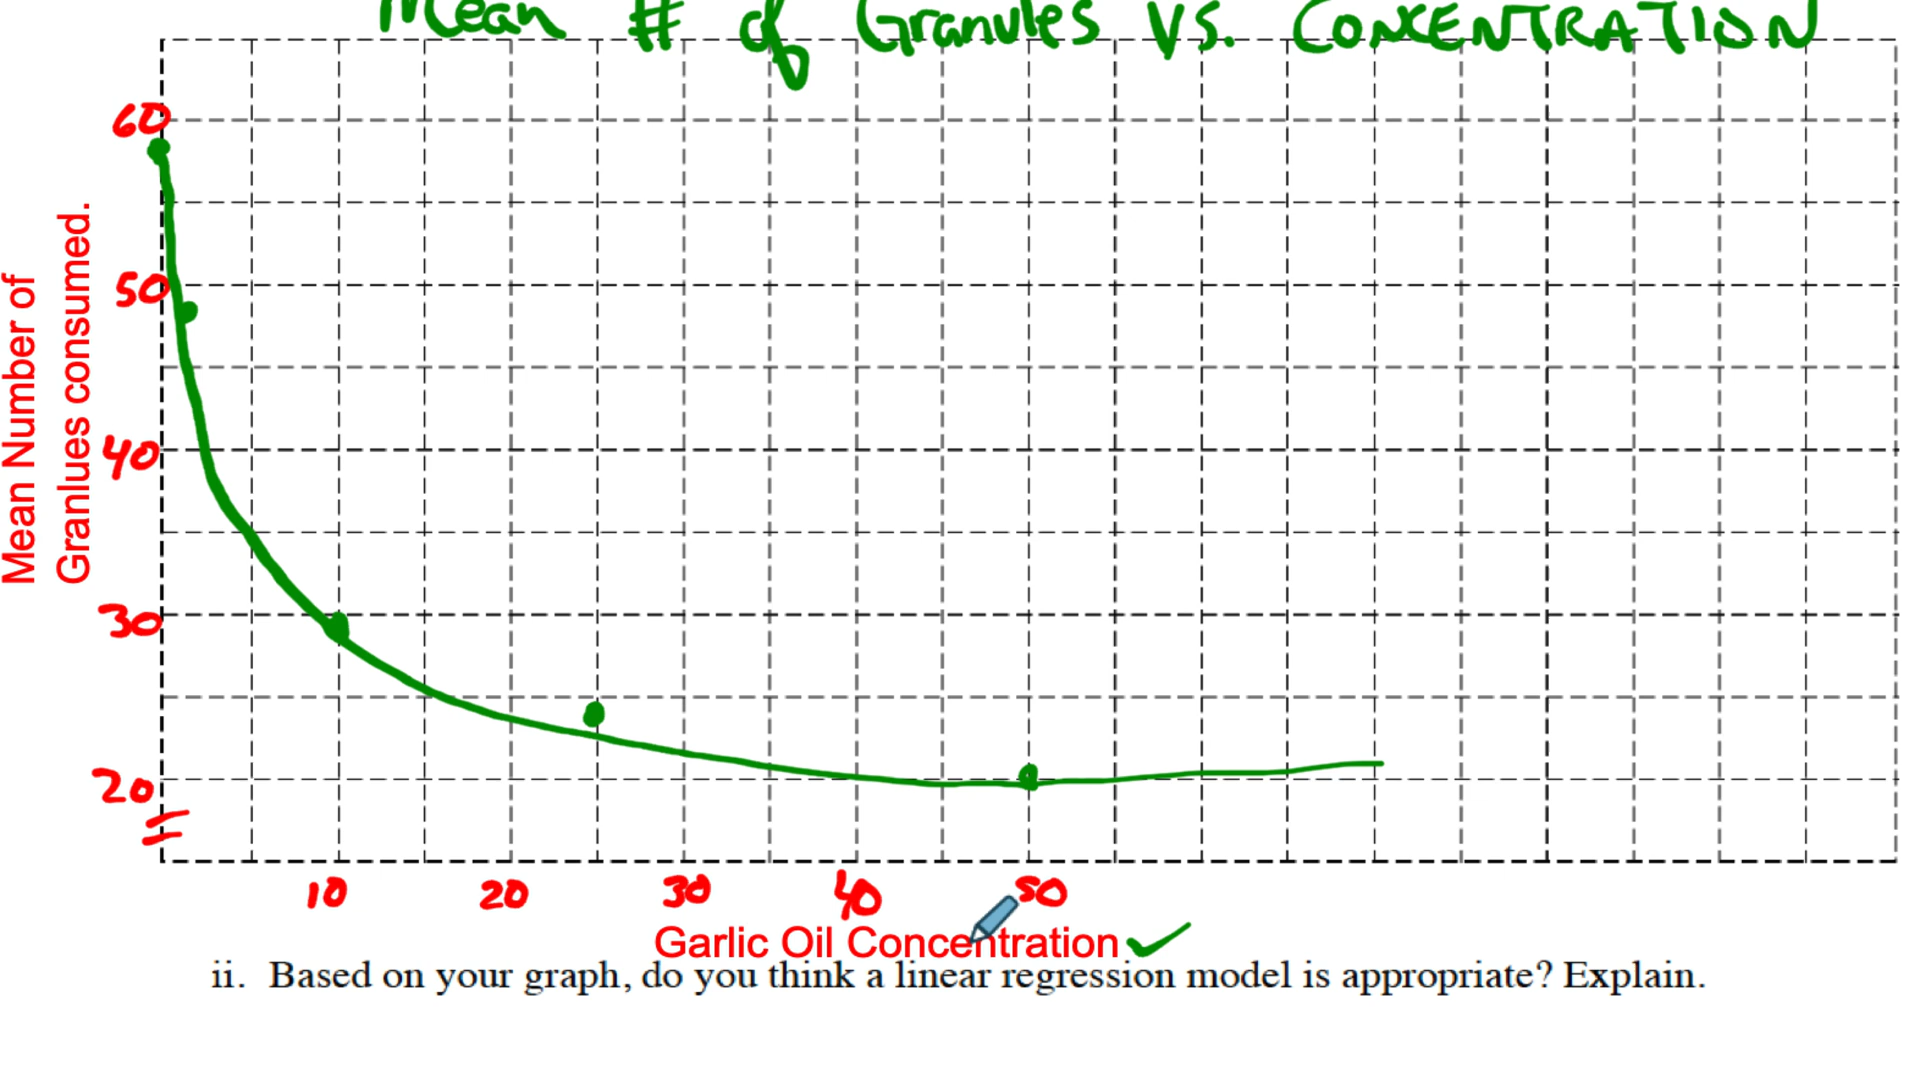 Mean # of Granules VS. CONCENTRATION
60
50
40
30
20
Mean Number of
Granlues consumed.
10 20 30 40 50
Garlic Oil Concentration
ii. Based on your graph, do you think a linear regression model is appropriate? Explain.